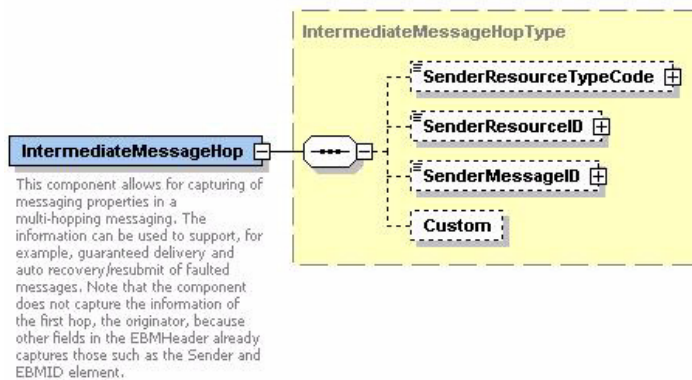 IntermediateMessageHopType
SenderResourceTypeCode
SenderResourceID
SenderMessageID
Custom
IntermediateMessageHop
This component allows for capturing of
messaging properties in a
multi-hopping messaging. The
information can be used to support, for
example, guaranteed delivery and
auto recovery/resubmit of faulted
messages. Note that the component
does not capture the information of
the first hop, the originator, because
other fields in the EBMHeader already
captures those such as the Sender and
EBMID element.